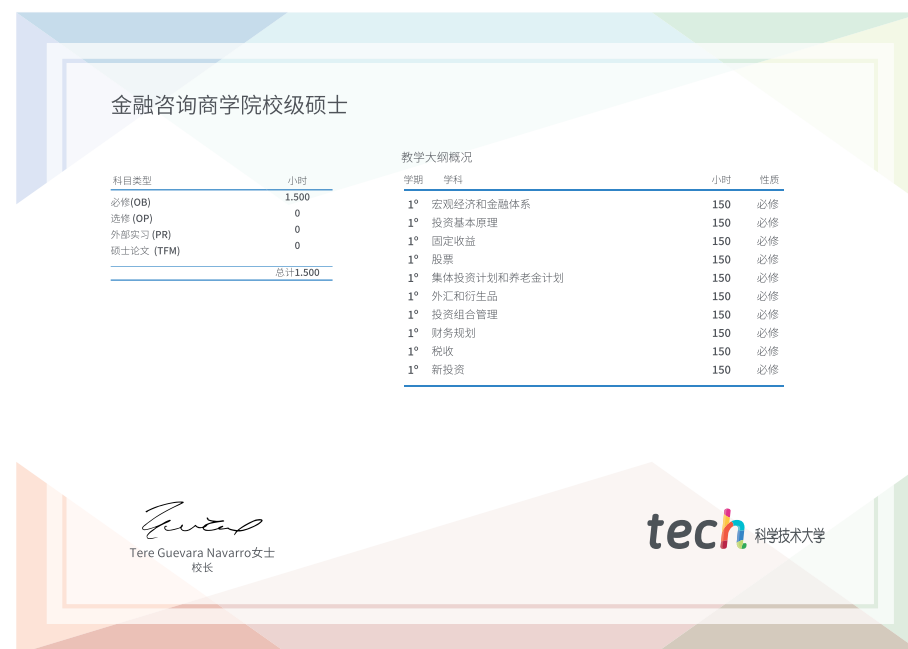 金融咨询商学院校级硕士
科目类型 小时
必修(OB) 1.500
选修 (OP) 0
外部实习 (PR) 0
硕士论文 (TFM) 0
总计1.500
教学大纲概况
学期 学科 小时 性质
1º 宏观经济和金融体系 150 必修
1º 投资基本原理 150 必修
1º 固定收益 150 必修
1º 股票 150 必修
1º 集体投资计划和养老金计划 150 必修
1º 外汇和衍生品 150 必修
1º 投资组合管理 150 必修
1º 财务规划 150 必修
1º 税收 150 必修
1º 新投资 150 必修
Tere Guevara Navarro女士
校长
tech 科学技术大学